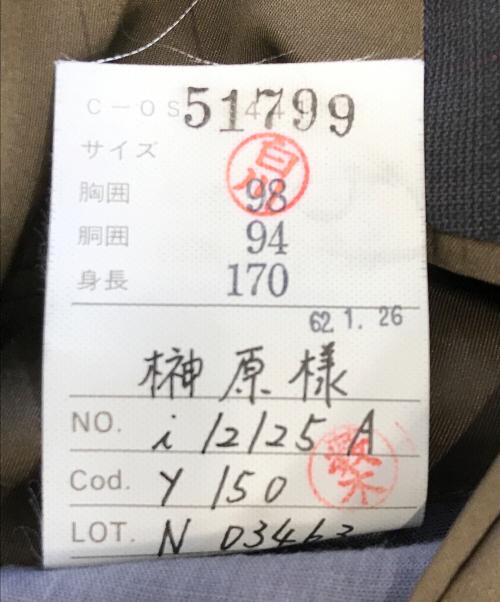 51799
サイズ
胸囲 98
胴囲 94
身長 170
62.1.26
榊原様
NO. i 12125 A
Cod. Y 150
LOT. N 03463